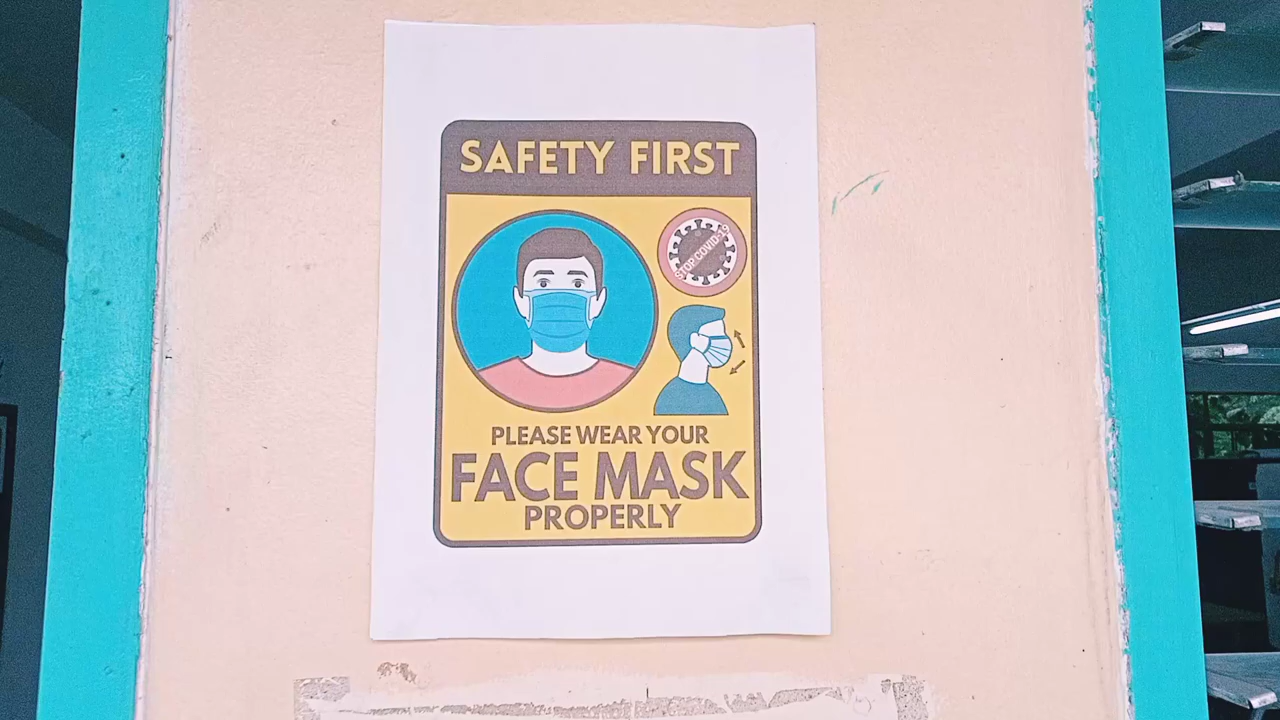 SAFETY FIRST
STOP COVID-19
PLEASE WEAR YOUR
FACE MASK
PROPERLY